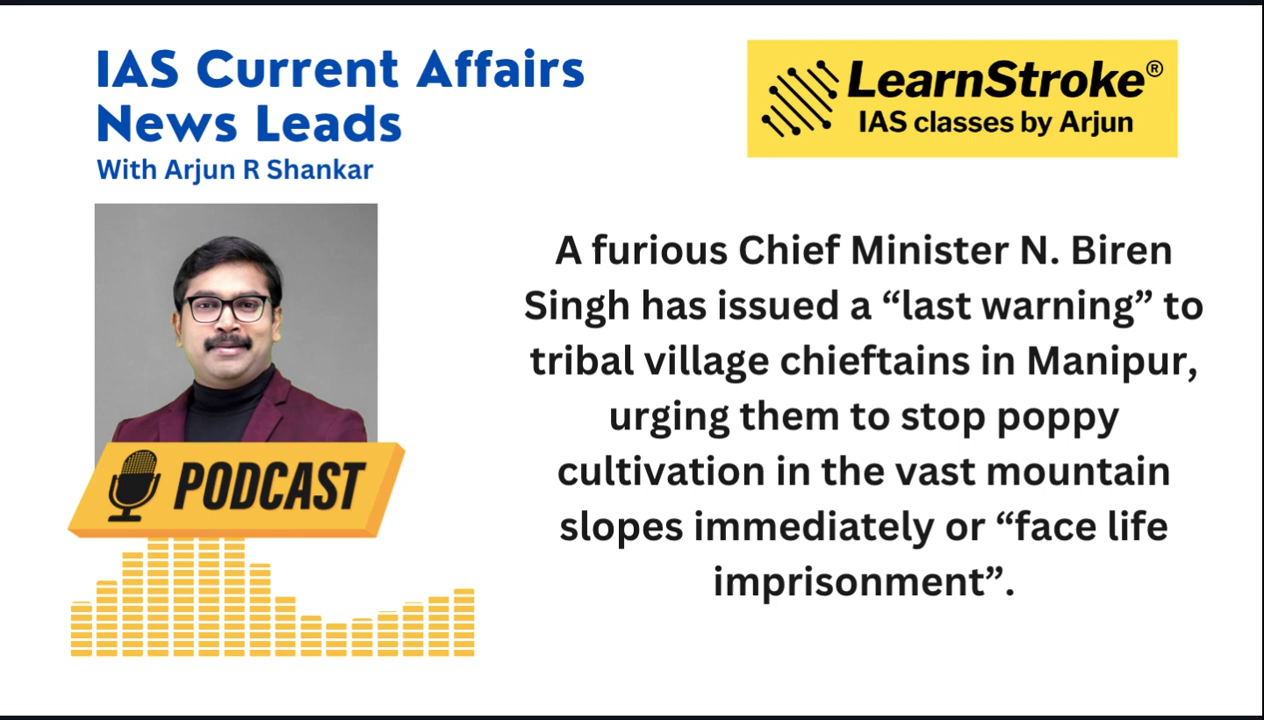 IAS Current Affairs
News Leads
With Arjun R Shankar
LearnStroke®
IAS classes by Arjun
PODCAST
A furious Chief Minister N. Biren
Singh has issued a “last warning” to
tribal village chieftains in Manipur,
urging them to stop poppy
cultivation in the vast mountain
slopes immediately or “face life
imprisonment”.